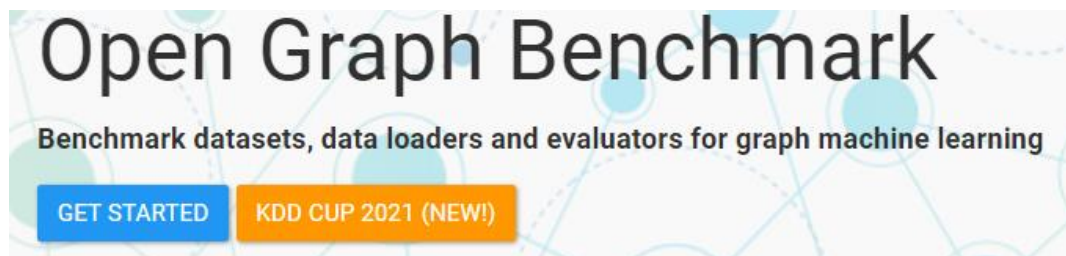 Open Graph Benchmark
Benchmark datasets, data loaders and evaluators for graph machine learning
GET STARTED KDD CUP 2021 (NEW!)